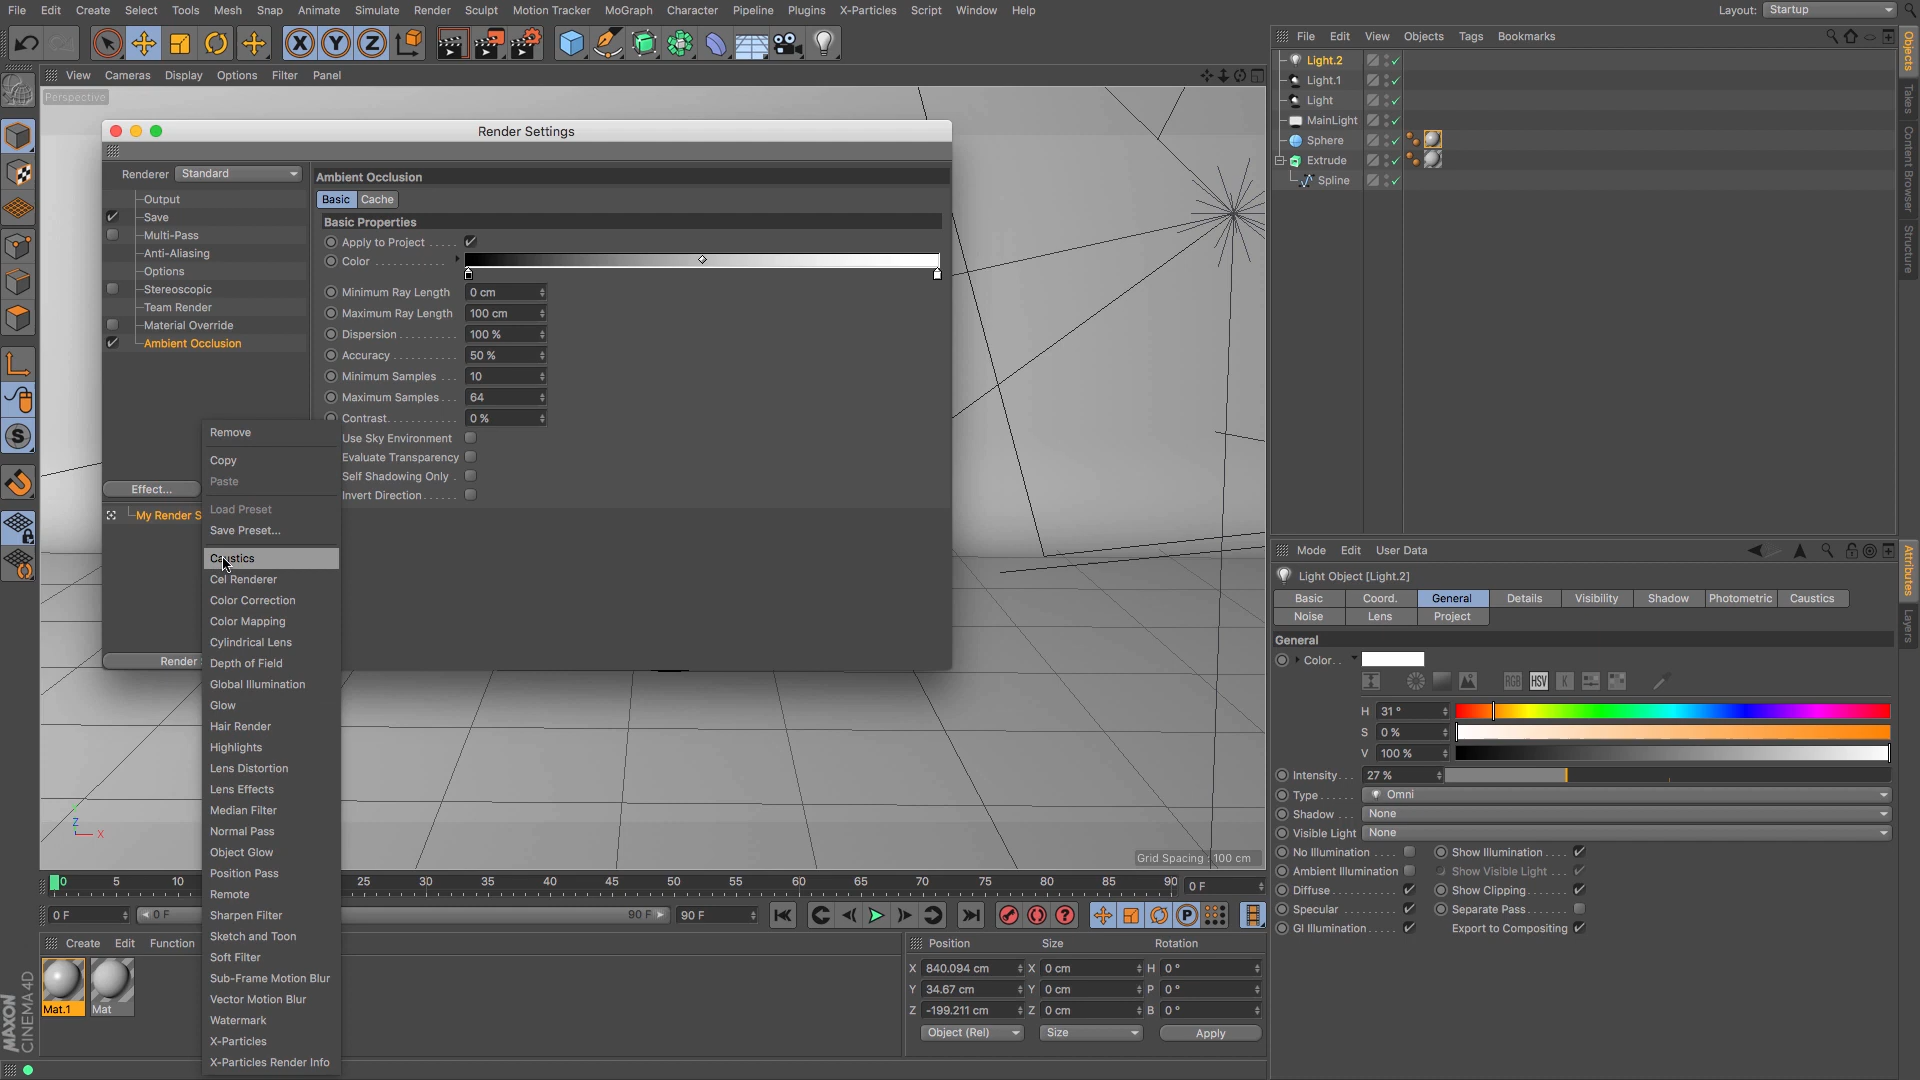 File Edit Create Select Tools Mesh Snap Animate Simulate Render Sculpt Motion Tracker MoGraph Character Pipeline Plugins X-Particles Script Window Help
Layout: Startup
File Edit View Objects Tags Bookmarks
View Cameras Display Options Filter Panel
Perspective
Light.2
Light.1
Light
MainLight
Sphere
Extrude
Spline
Objects
Takes
Content Browser
Structure
Render Settings
Renderer Standard
Output
Save
Multi-Pass
Anti-Aliasing
Options
Stereoscopic
Team Render
Material Override
Ambient Occlusion
Effect...
My Render S
Render
Ambient Occlusion
Basic Cache
Basic Properties
Apply to Project
Color
Minimum Ray Length 0 cm
Maximum Ray Length 100 cm
Dispersion 100 %
Accuracy 50 %
Minimum Samples 10
Maximum Samples 64
Contrast 0 %
Use Sky Environment
Evaluate Transparency
Self Shadowing Only
Invert Direction
Remove
Copy
Paste
Load Preset
Save Preset...
Caustics
Cel Renderer
Color Correction
Color Mapping
Cylindrical Lens
Depth of Field
Global Illumination
Glow
Hair Render
Highlights
Lens Distortion
Lens Effects
Median Filter
Normal Pass
Object Glow
Position Pass
Remote
Sharpen Filter
Sketch and Toon
Soft Filter
Sub-Frame Motion Blur
Vector Motion Blur
Watermark
X-Particles
X-Particles Render Info
Z
X
Grid Spacing : 100 cm
0 5 10 25 30 35 40 45 50 55 60 65 70 75 80 85 90 0 F
0 F 0 F 90 F 90 F
Create Edit Function
Mat.1 Mat
MAXON
CINEMA 4D
Position Size Rotation
X 840.094 cm X 0 cm H 0 °
Y 34.67 cm Y 0 cm P 0 °
Z -199.211 cm Z 0 cm B 0 °
Object (Rel) Size Apply
Mode Edit User Data
Light Object [Light.2]
Basic Coord. General Details Visibility Shadow Photometric Caustics
Noise Lens Project
General
Color
RGB HSV K
H 31 °
S 0 %
V 100 %
Intensity 27 %
Type Omni
Shadow None
Visible Light None
No Illumination Show Illumination
Ambient Illumination Show Visible Light
Diffuse Show Clipping
Specular Separate Pass
GI Illumination Export to Compositing
Attributes
Layers